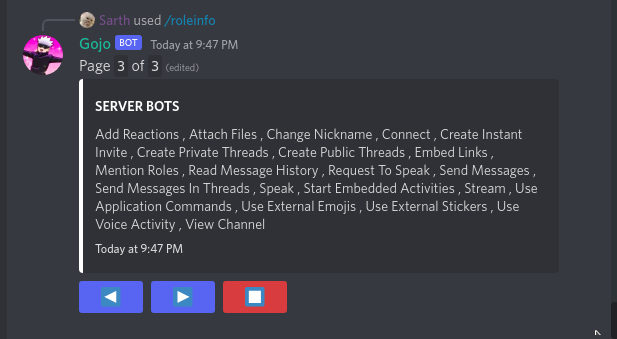 Sarth used /roleinfo
Gojo BOT Today at 9:47 PM
Page 3 of 3 (edited)
SERVER BOTS
Add Reactions , Attach Files , Change Nickname , Connect , Create Instant
Invite , Create Private Threads , Create Public Threads , Embed Links ,
Mention Roles , Read Message History , Request To Speak , Send Messages ,
Send Messages In Threads , Speak , Start Embedded Activities , Stream , Use
Application Commands , Use External Emojis , Use External Stickers , Use
Voice Activity , View Channel
Today at 9:47 PM